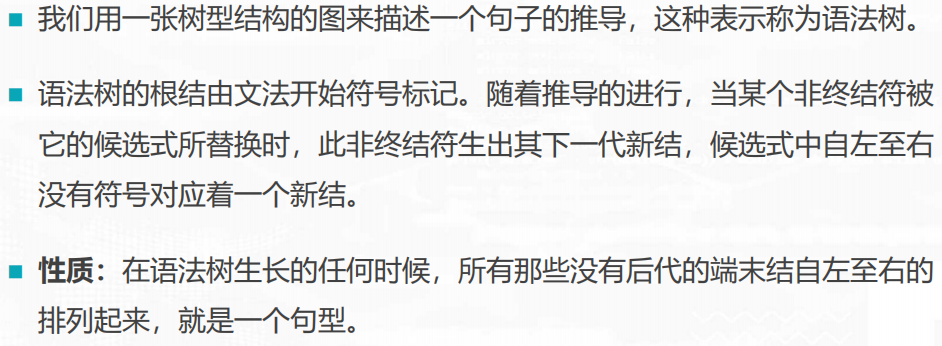 我们用一张树型结构的图来描述一个句子的推导，这种表示称为语法树。
语法树的根结由文法开始符号标记。随着推导的进行，当某个非终结符被
它的候选式所替换时，此非终结符生出其下一代新结，候选式中自左至右
没有符号对应着一个新结。
性质：在语法树生长的任何时候，所有那些没有后代的端末结自左至右的
排列起来，就是一个句型。